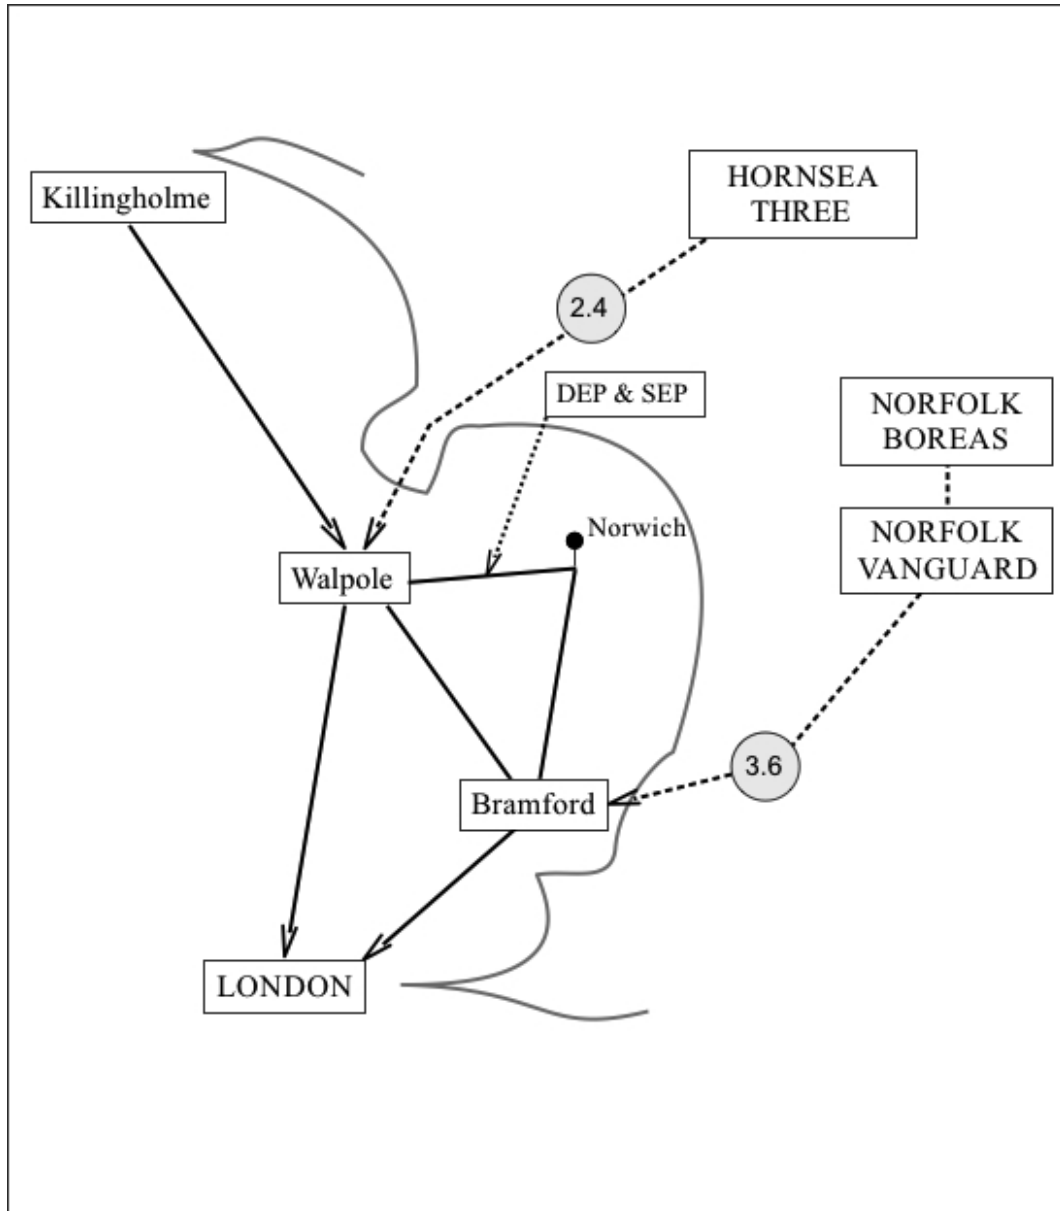 HORNSEA
THREE
Killingholme
2.4
DEP & SEP
NORFOLK
BOREAS
Norwich
NORFOLK
VANGUARD
Walpole
3.6
Bramford
LONDON